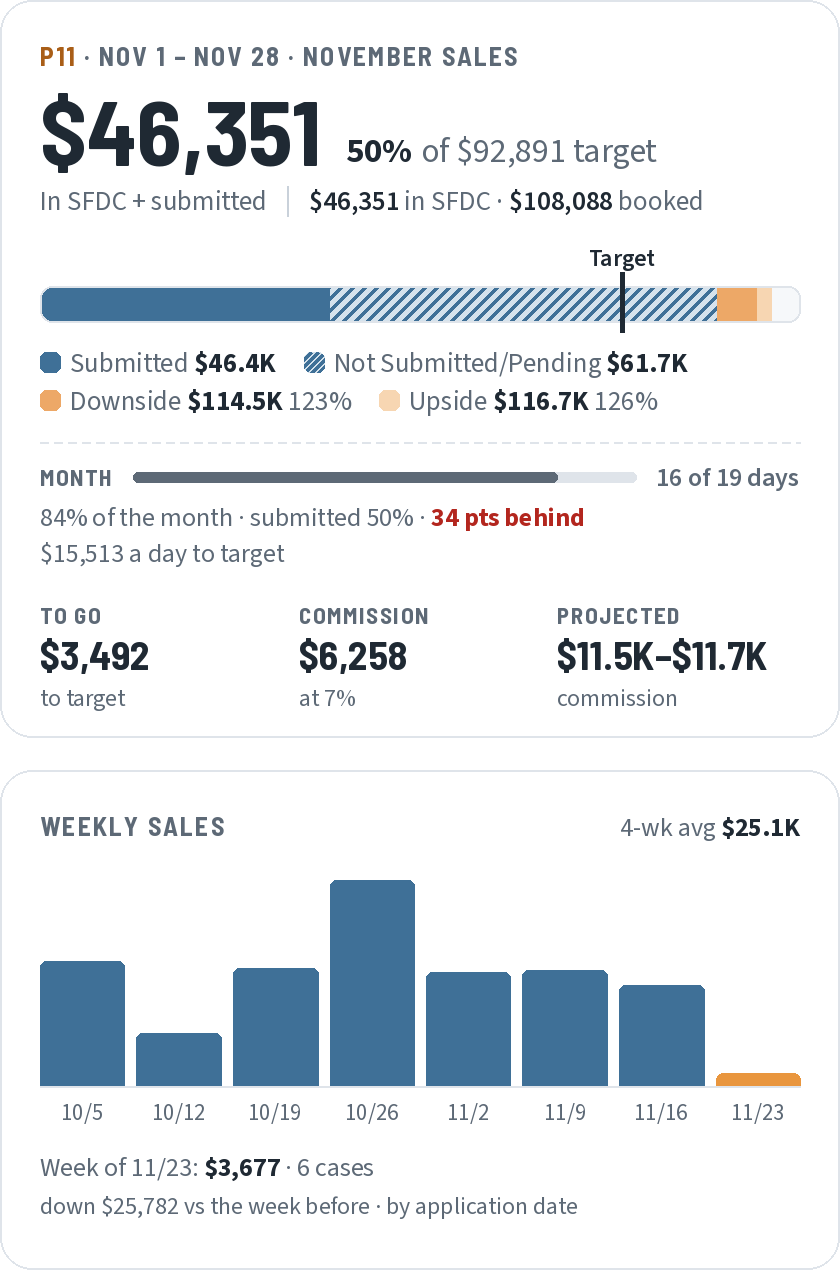 P11 · NOV 1 – NOV 28 · NOVEMBER SALES
$46,351 50% of $92,891 target
In SFDC + submitted $46,351 in SFDC · $108,088 booked
Target
Submitted $46.4K Not Submitted/Pending $61.7K
Downside $114.5K 123% Upside $116.7K 126%
MONTH 16 of 19 days
84% of the month · submitted 50% · 34 pts behind
$15,513 a day to target
TO GO COMMISSION PROJECTED
$3,492 $6,258 $11.5K–$11.7K
to target at 7% commission
WEEKLY SALES 4-wk avg $25.1K
10/5 10/12 10/19 10/26 11/2 11/9 11/16 11/23
Week of 11/23: $3,677 · 6 cases
down $25,782 vs the week before · by application date